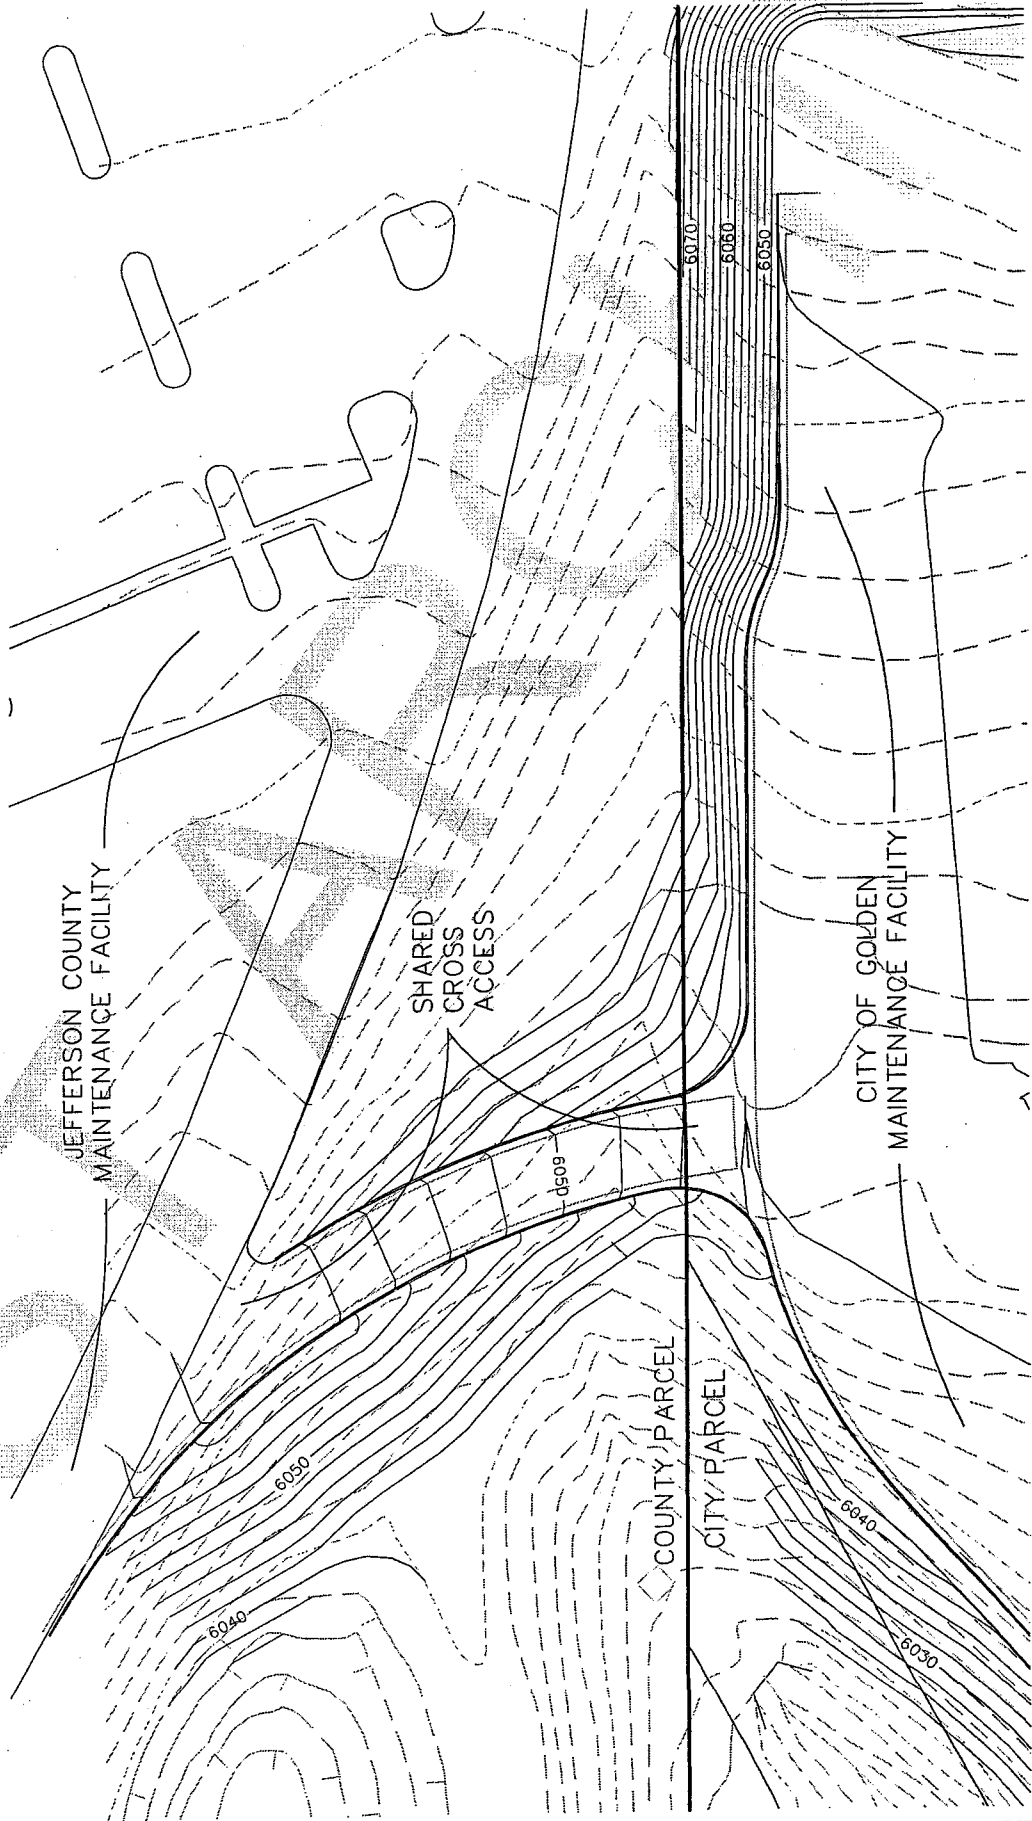 JEFFERSON COUNTY
MAINTENANCE FACILITY
6040
6050
SHARED
CROSS
ACCESS
6050
COUNTY PARCEL
CITY PARCEL
6070
6060
6050
6040
6030
CITY OF GOLDEN
MAINTENANCE FACILITY